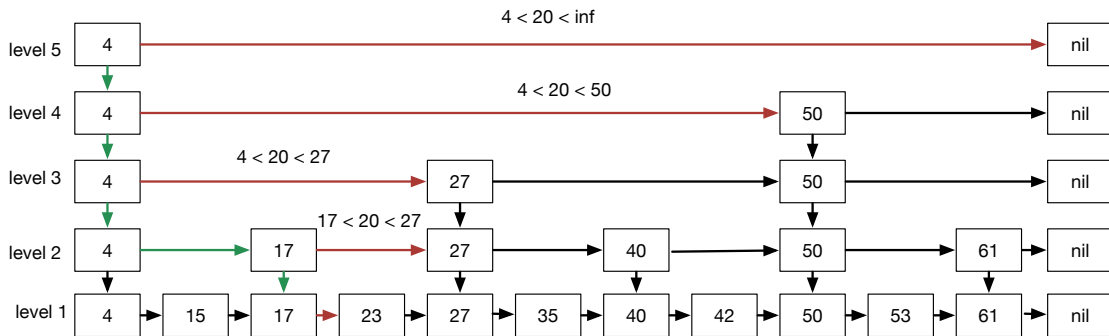 4 < 20 < inf
level 5 4 nil
4 < 20 < 50
level 4 4 50 nil
4 < 20 < 27
level 3 4 27 50 nil
17 < 20 < 27
level 2 4 17 27 40 50 61 nil
level 1 4 15 17 23 27 35 40 42 50 53 61 nil